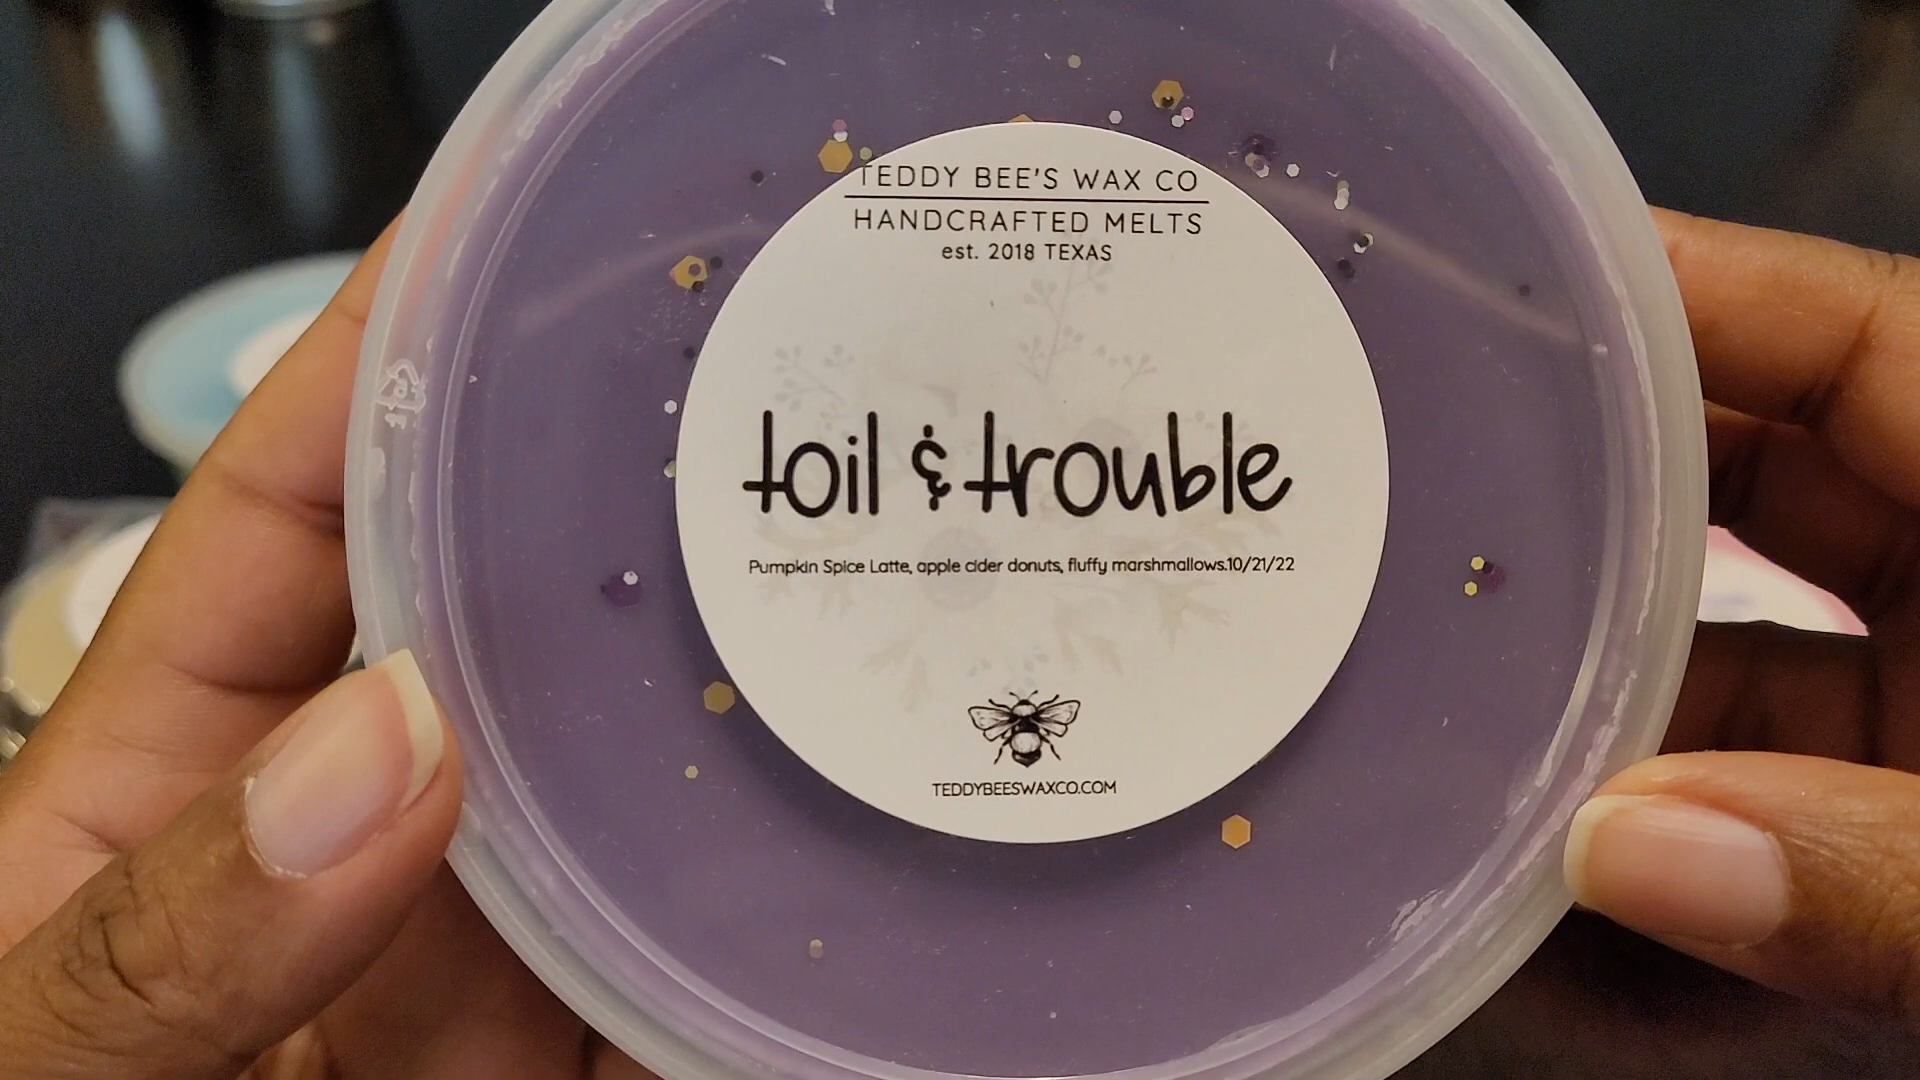 TEDDY BEE'S WAX CO
HANDCRAFTED MELTS
est. 2018 TEXAS
toil & trouble
Pumpkin Spice Latte, apple cider donuts, fluffy marshmallows.10/21/22
TEDDYBEESWAXCO.COM